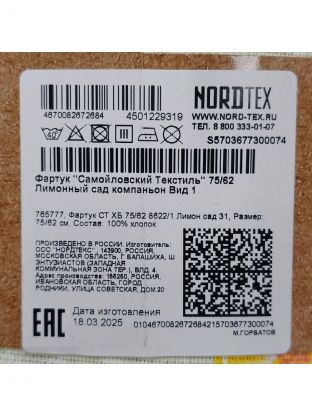 NORDTEX
4670082672684
4501229319
WWW.NORD-TEX.RU
ТЕЛ. 8 800 333-01-07
S5703677300074
40
Фартук "Самойловский Текстиль" 75/62
Лимонный сад компаньон Вид 1
765777, Фартук СТ ХБ 75/62 8622/1 Лимон сад 31, Размер:
75/62 см. Состав: 100% хлопок
ПРОИЗВЕДЕНО В РОССИИ. Изготовитель:
ООО "НОРДТЕКС", 143900, РОССИЯ,
МОСКОВСКАЯ ОБЛАСТЬ, Г БАЛАШИХА, Ш
ЭНТУЗИАСТОВ (ЗАПАДНАЯ
КОММУНАЛЬНАЯ ЗОНА ТЕР.), ВЛД. 4.
Адрес производства: 155250, РОССИЯ,
ИВАНОВСКАЯ ОБЛАСТЬ, ГОРОД
РОДНИКИ, УЛИЦА СОВЕТСКАЯ, ДОМ 20
EAC
Дата изготовления
18.03.2025
0104670082672684215703677300074
М.ГОРБАТОВ